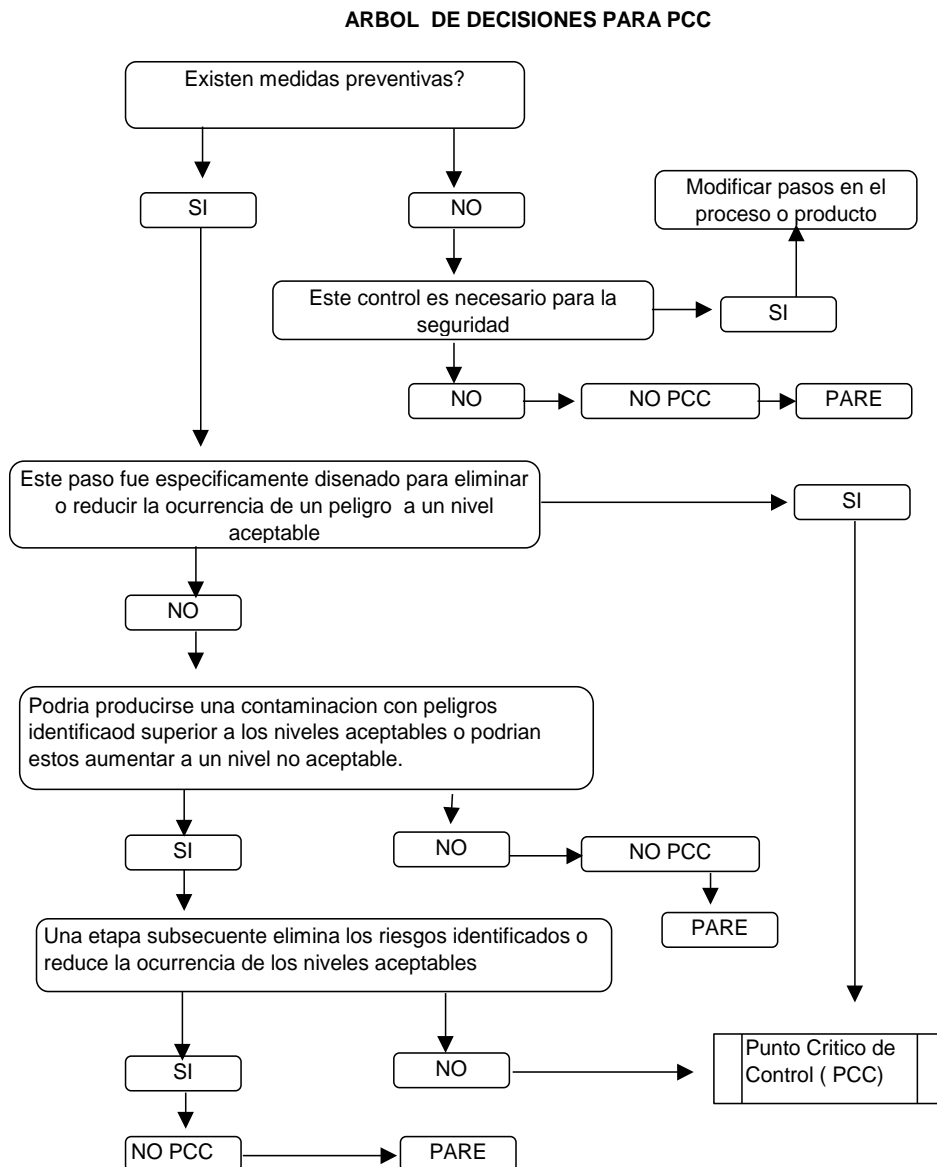 ARBOL DE DECISIONES PARA PCC
Existen medidas preventivas?
SI
NO
Modificar pasos en el
proceso o producto
Este control es necesario para la
seguridad
SI
NO
NO PCC
PARE
Este paso fue especificamente disenado para eliminar
o reducir la ocurrencia de un peligro a un nivel
aceptable
SI
NO
Podria producirse una contaminacion con peligros
identificaod superior a los niveles aceptables o podrian
estos aumentar a un nivel no aceptable.
SI
NO
NO PCC
PARE
Una etapa subsecuente elimina los riesgos identificados o
reduce la ocurrencia de los niveles aceptables
SI
NO
Punto Critico de
Control ( PCC)
NO PCC
PARE